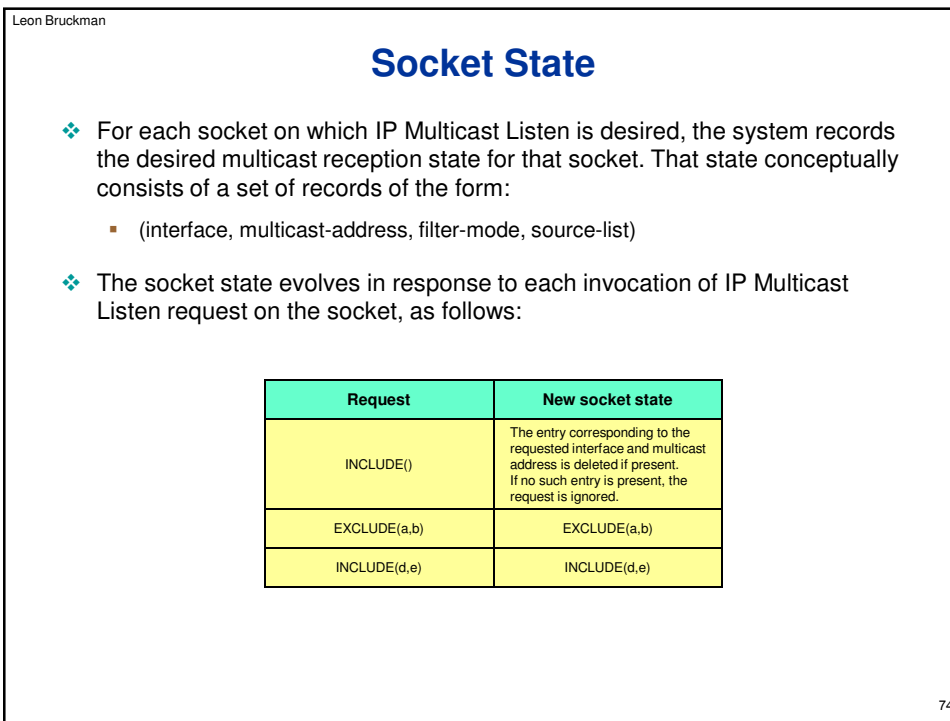 Leon Bruckman
Socket State
For each socket on which IP Multicast Listen is desired, the system records
the desired multicast reception state for that socket. That state conceptually
consists of a set of records of the form:
(interface, multicast-address, filter-mode, source-list)
The socket state evolves in response to each invocation of IP Multicast
Listen request on the socket, as follows:
Request
New socket state
INCLUDE()
The entry corresponding to the
requested interface and multicast
address is deleted if present.
If no such entry is present, the
request is ignored.
EXCLUDE(a,b)
EXCLUDE(a,b)
INCLUDE(d,e)
INCLUDE(d,e)
74